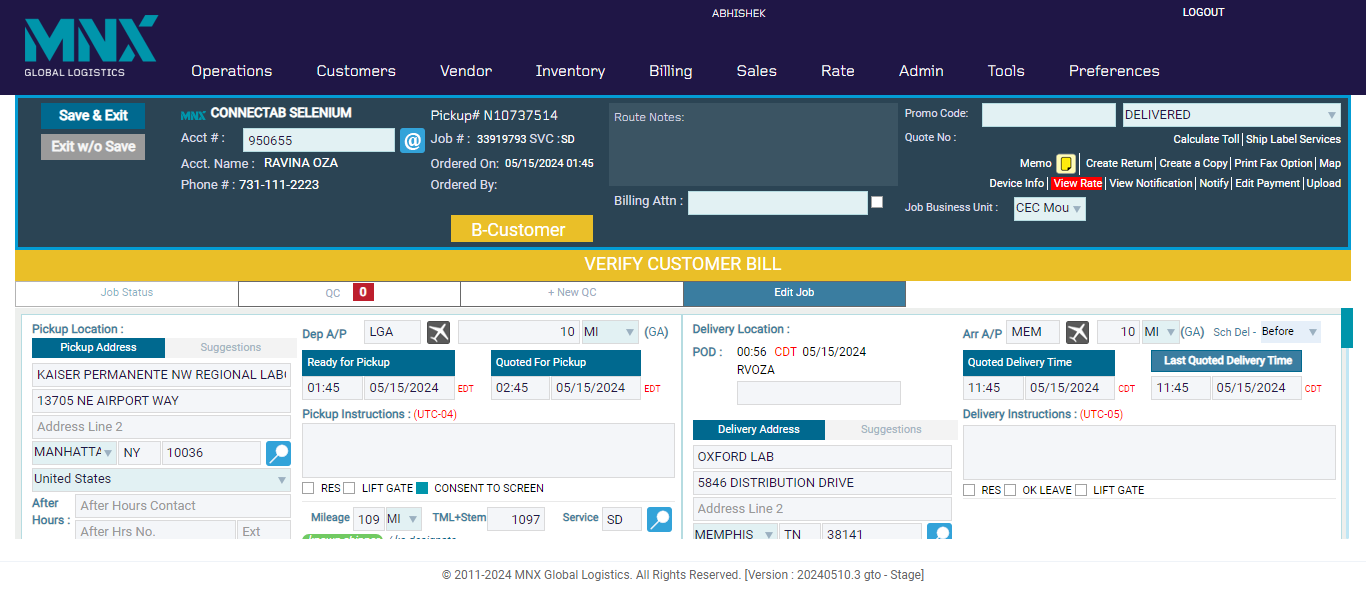 MNX
GLOBAL LOGISTICS
ABHISHEK
LOGOUT
Operations Customers Vendor Inventory Billing Sales Rate Admin Tools Preferences
Save & Exit
Exit w/o Save
MNX CONNECTAB SELENIUM
Acct # : 950655 @
Acct. Name : RAVINA OZA
Phone # : 731-111-2223
Pickup# N10737514
Job # : 33919793 SVC :SD
Ordered On: 05/15/2024 01:45
Ordered By:
B-Customer
Route Notes:
Billing Attn :
Promo Code: DELIVERED
Quote No :
Calculate Toll| Ship Label Services
Memo | Create Return| Create a Copy| Print Fax Option| Map
Device Info| View Rate| View Notification| Notify| Edit Payment| Upload
Job Business Unit : CEC Mou
VERIFY CUSTOMER BILL
Job Status QC 0 + New QC Edit Job
Pickup Location :
Pickup Address Suggestions
KAISER PERMANENTE NW REGIONAL LAB
13705 NE AIRPORT WAY
Address Line 2
MANHATTA NY 10036
United States
After Hours : After Hours Contact
After Hrs No. Ext
Dep A/P LGA 10 MI (GA)
Ready for Pickup Quoted For Pickup
01:45 05/15/2024 EDT 02:45 05/15/2024 EDT
Pickup Instructions : (UTC-04)
RES LIFT GATE CONSENT TO SCREEN
Mileage 109 MI TML+Stem 1097 Service SD
Delivery Location :
POD : 00:56 CDT 05/15/2024
RVOZA
Delivery Address Suggestions
OXFORD LAB
5846 DISTRIBUTION DRIVE
Address Line 2
MEMPHIS TN 38141
Arr A/P MEM 10 MI (GA) Sch Del - Before
Quoted Delivery Time Last Quoted Delivery Time
11:45 05/15/2024 CDT 11:45 05/15/2024 CDT
Delivery Instructions : (UTC-05)
RES OK LEAVE LIFT GATE
© 2011-2024 MNX Global Logistics. All Rights Reserved. [Version : 20240510.3 gto - Stage]